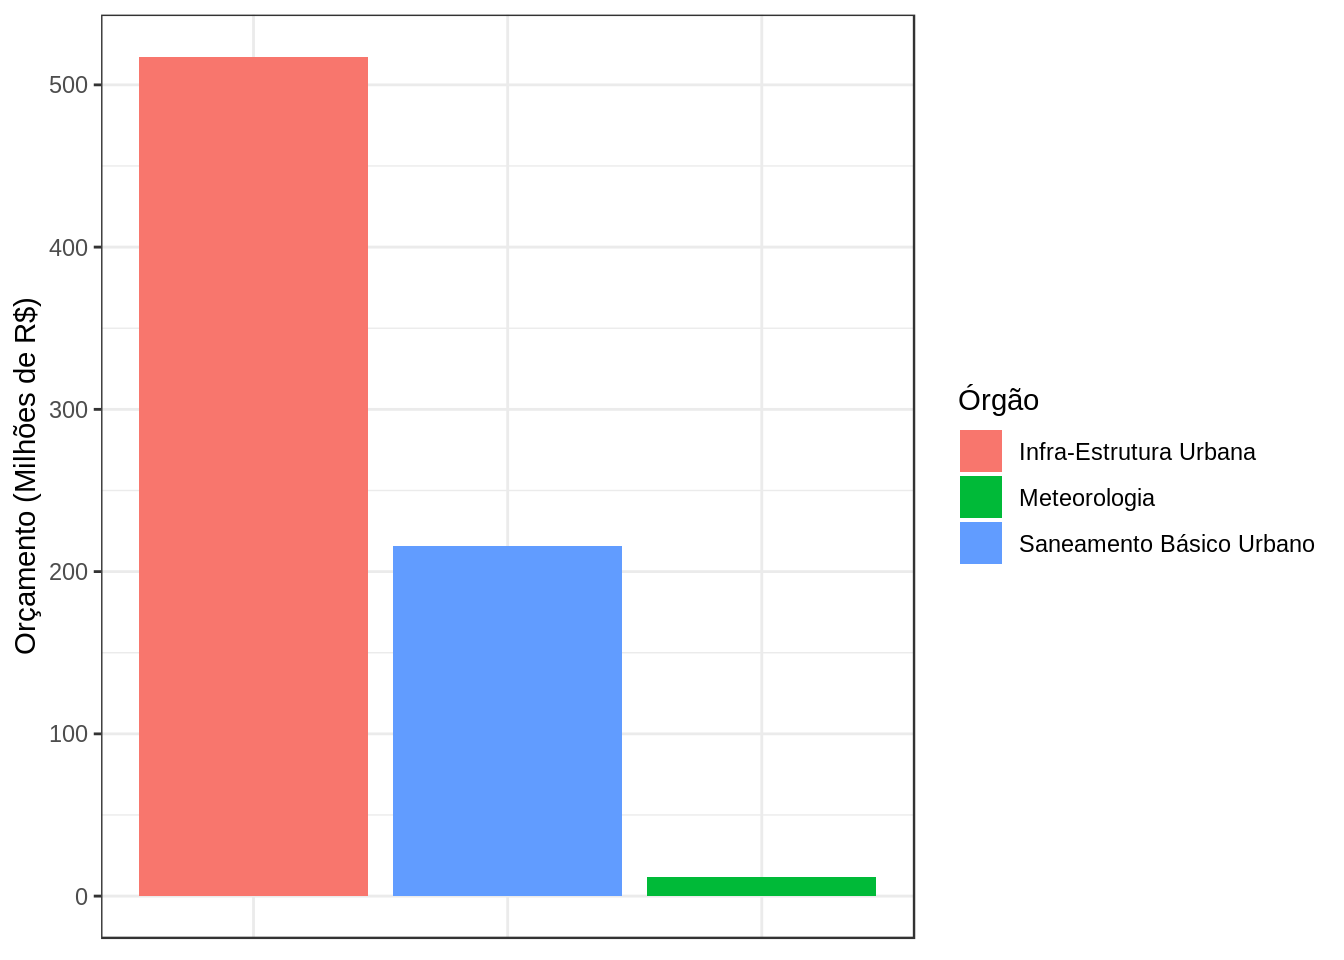 Orçamento (Milhões de R$)
500
400
300
200
100
0
Órgão
Infra-Estrutura Urbana
Meteorologia
Saneamento Básico Urbano